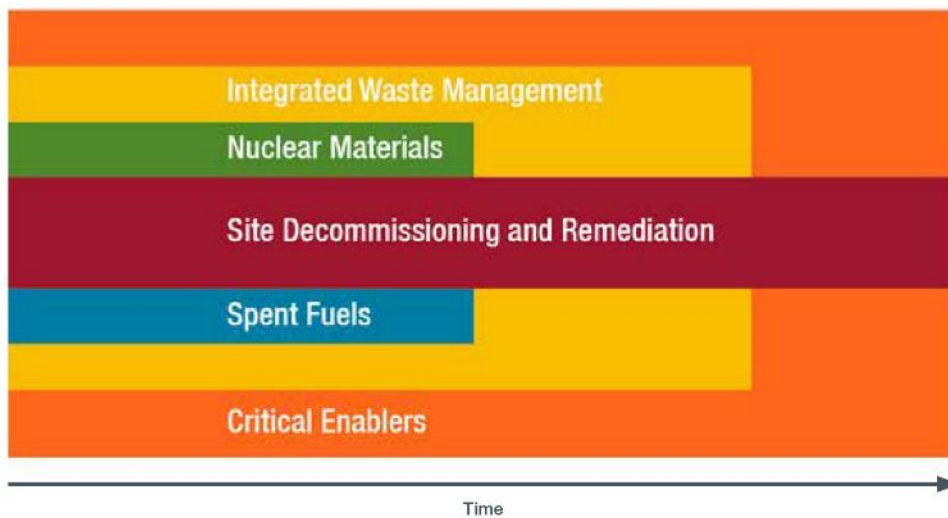 Integrated Waste Management
Nuclear Materials
Site Decommissioning and Remediation
Spent Fuels
Critical Enablers
Time